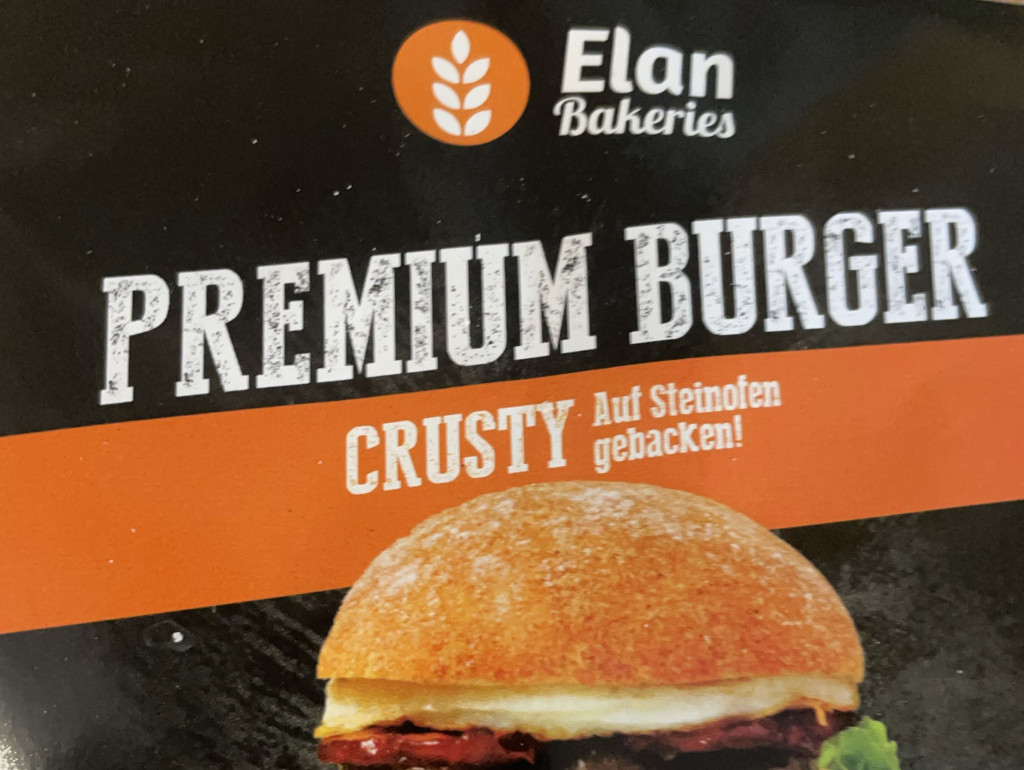 Elan
Bakeries
PREMIUM BURGER
CRUSTY
Auf Steinofen
gebacken!